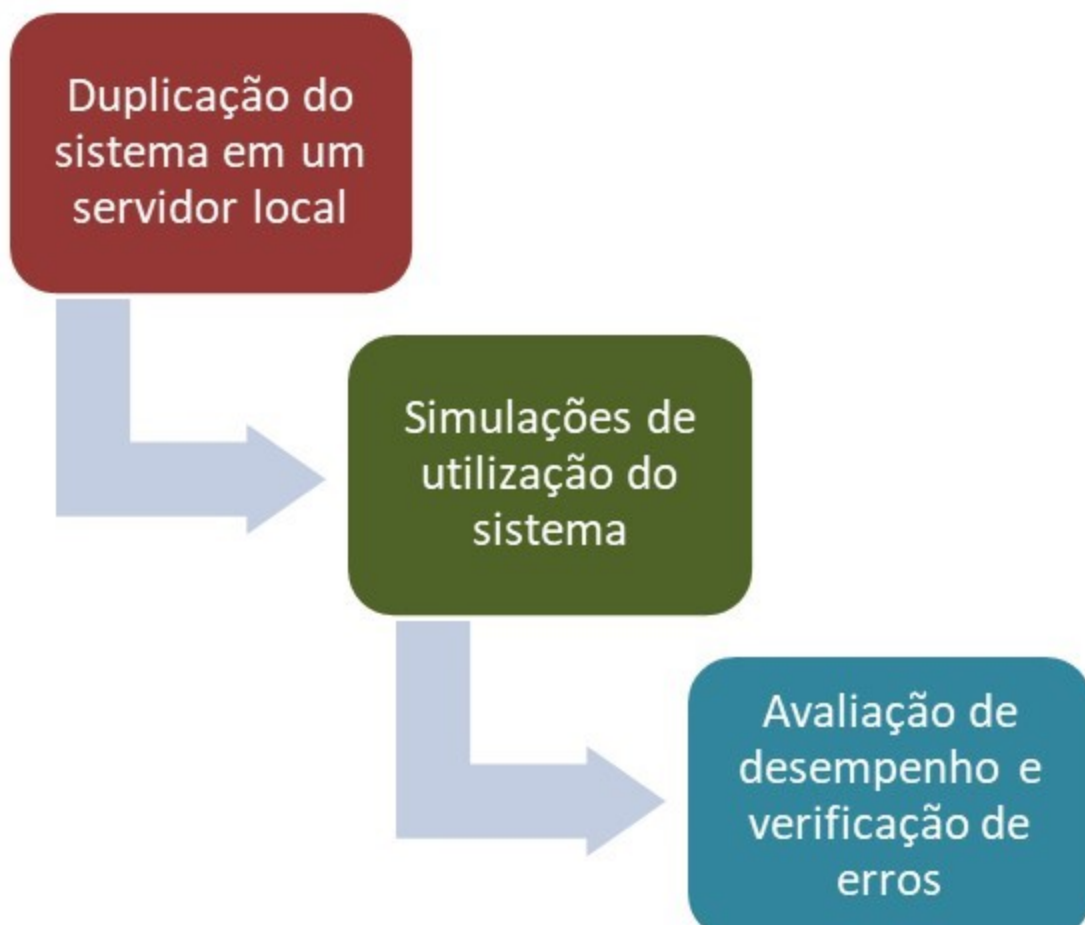 Duplicação do
sistema em um
servidor local
Simulações de
utilização do
sistema
Avaliação de
desempenho e
verificação de
erros